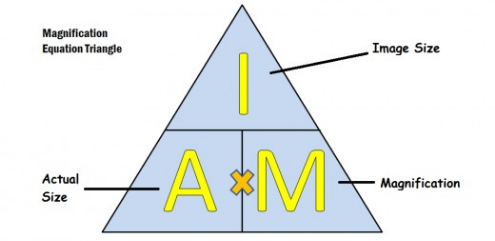 Magnification
Equation Triangle
Image Size
I
Actual
Size
A × M
Magnification